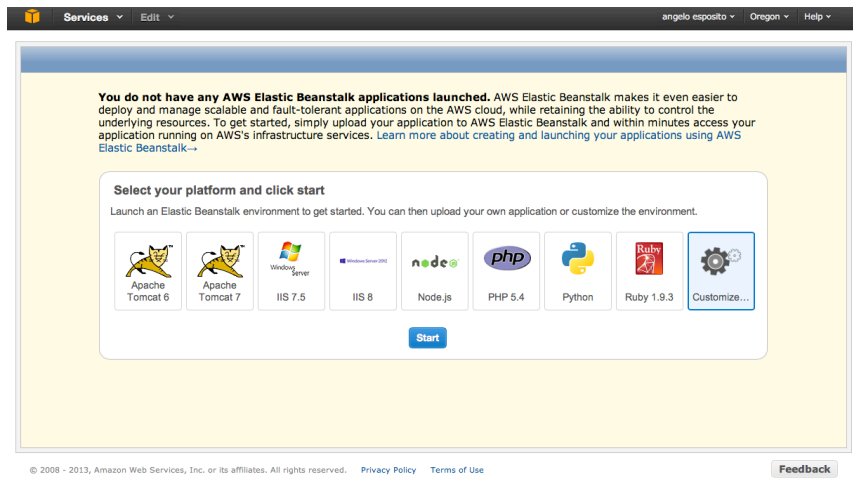 Services Edit angelo esposito Oregon Help
You do not have any AWS Elastic Beanstalk applications launched. AWS Elastic Beanstalk makes it even easier to
deploy and manage scalable and fault-tolerant applications on the AWS cloud, while retaining the ability to control the
underlying resources. To get started, simply upload your application to AWS Elastic Beanstalk and within minutes access your
application running on AWS's infrastructure services. Learn more about creating and launching your applications using AWS
Elastic Beanstalk→
Select your platform and click start
Launch an Elastic Beanstalk environment to get started. You can then upload your own application or customize the environment.
Apache
Tomcat 6
Apache
Tomcat 7
Windows
Server
IIS 7.5
Windows Server 2012
IIS 8
node
Node.js
php
PHP 5.4
Python
Ruby
Ruby 1.9.3
Customize...
Start
© 2008 - 2013, Amazon Web Services, Inc. or its affiliates. All rights reserved. Privacy Policy Terms of Use Feedback